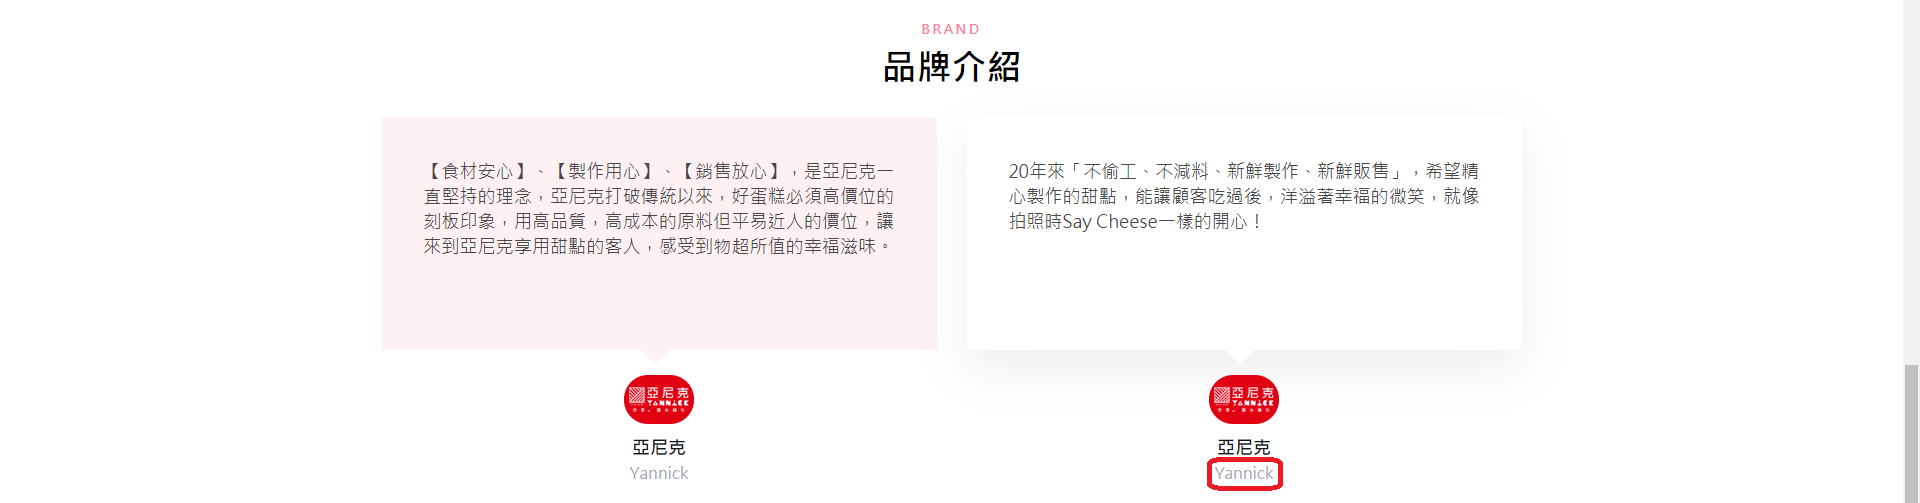 BRAND
品牌介紹
【食材安心】、【製作用心】、【銷售放心】，是亞尼克一
直堅持的理念，亞尼克打破傳統以來，好蛋糕必須高價位的
刻板印象，用高品質，高成本的原料但平易近人的價位，讓
來到亞尼克享用甜點的客人，感受到物超所值的幸福滋味。
亞尼克
YANNICK
亞尼克
Yannick
20年來「不偷工、不減料、新鮮製作、新鮮販售」，希望精
心製作的甜點，能讓顧客吃過後，洋溢著幸福的微笑，就像
拍照時Say Cheese一樣的開心！
亞尼克
YANNICK
亞尼克
Yannick